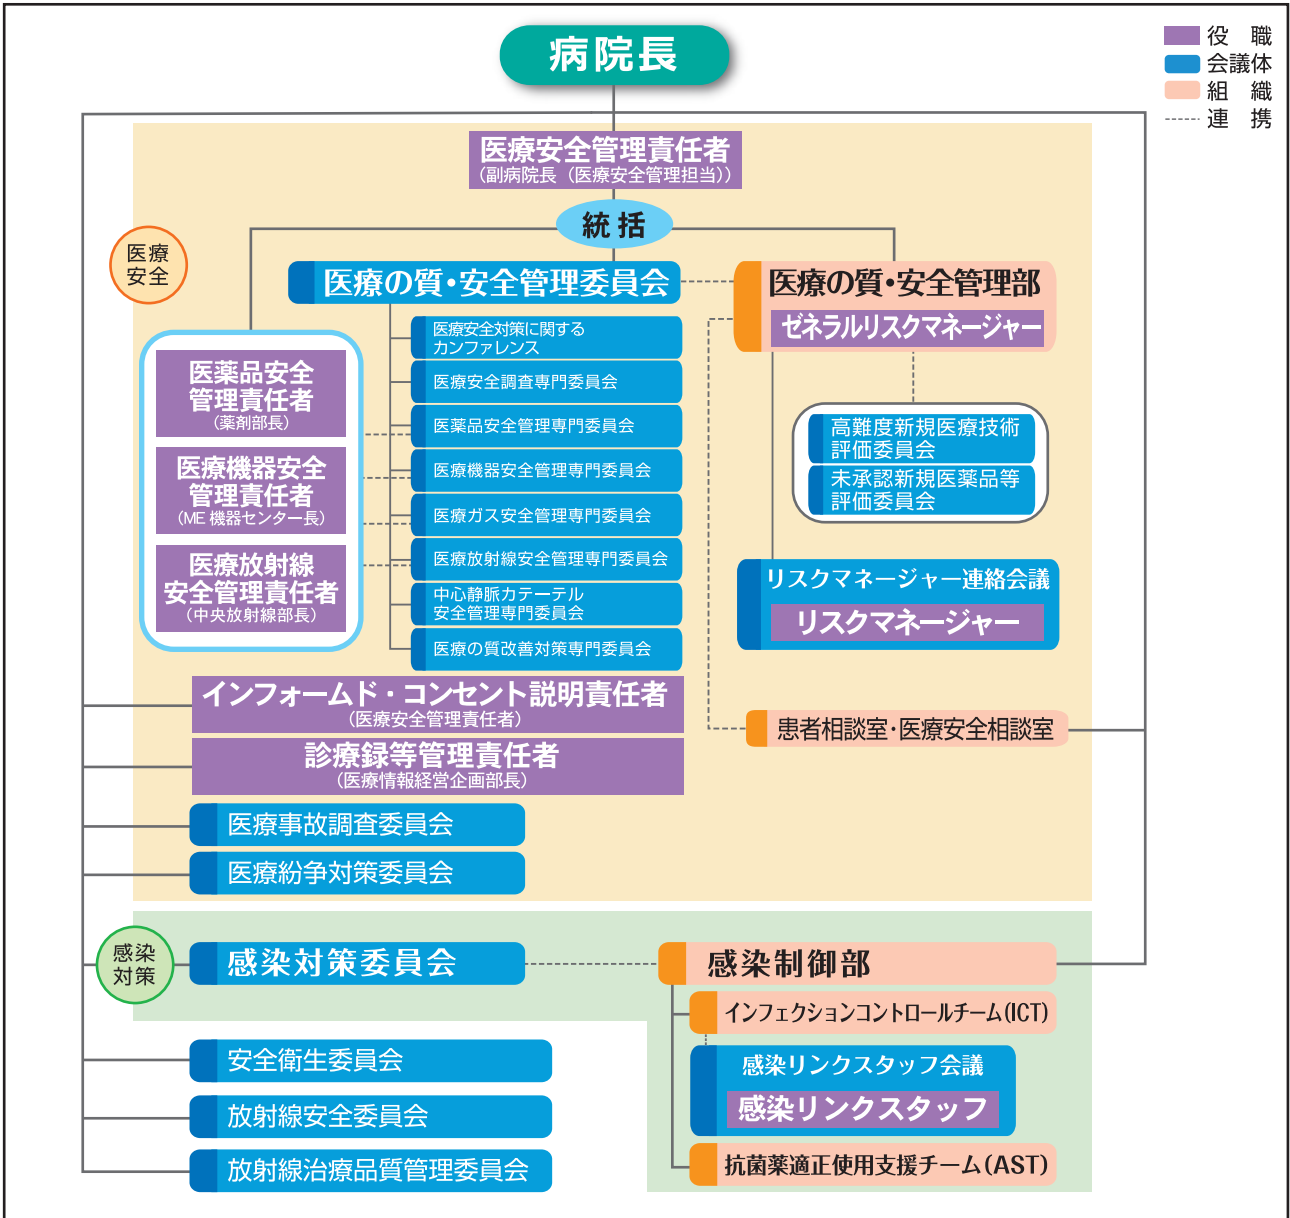 病院長
役　職
会議体
組　織
連　携
医療安全管理責任者
（副病院長（医療安全管理担当））
統括
医療
安全
医療の質・安全管理委員会
医療の質・安全管理部
ゼネラルリスクマネージャー
医療安全対策に関する
カンファレンス
医療安全調査専門委員会
医薬品安全管理専門委員会
医療機器安全管理専門委員会
医療ガス安全管理専門委員会
医療放射線安全管理専門委員会
中心静脈カテーテル
安全管理専門委員会
医療の質改善対策専門委員会
医薬品安全
管理責任者
（薬剤部長）
医療機器安全
管理責任者
（ME 機器センター長）
医療放射線
安全管理責任者
（中央放射線部長）
高難度新規医療技術
評価委員会
未承認新規医薬品等
評価委員会
リスクマネージャー連絡会議
リスクマネージャー
インフォームド・コンセント説明責任者
（医療安全管理責任者）
患者相談室・医療安全相談室
診療録等管理責任者
（医療情報経営企画部長）
医療事故調査委員会
医療紛争対策委員会
感染
対策
感染対策委員会
感染制御部
インフェクションコントロールチーム(ICT)
感染リンクスタッフ会議
感染リンクスタッフ
抗菌薬適正使用支援チーム(AST)
安全衛生委員会
放射線安全委員会
放射線治療品質管理委員会